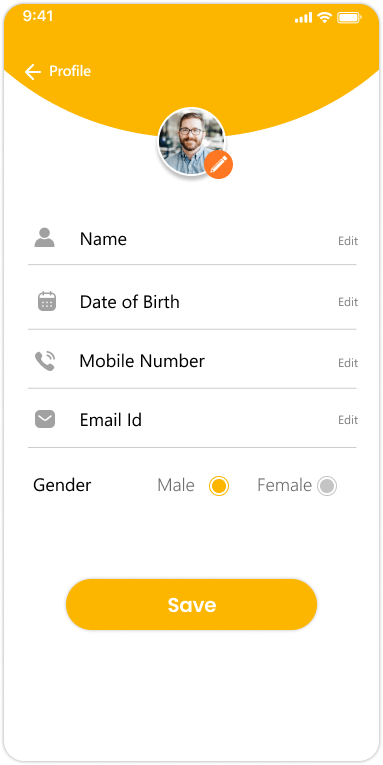 9:41
Profile
Name Edit
Date of Birth Edit
Mobile Number Edit
Email Id Edit
Gender Male Female
Save